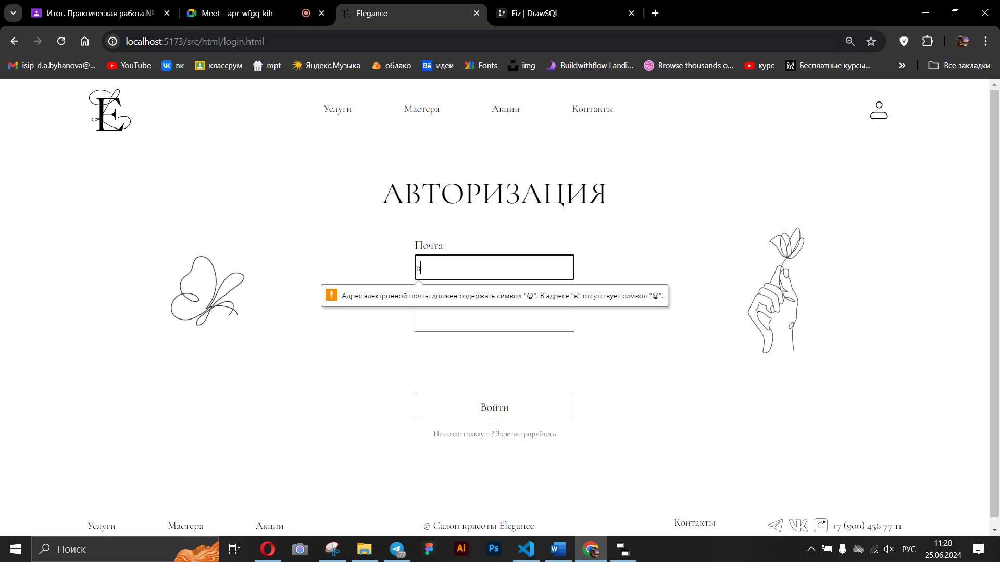 Итог. Практическая работа №
Meet – apr-wfgq-kih
Elegance
Fiz | DrawSQL
localhost:5173/src/html/login.html
isip_d.a.byhanova@...
YouTube
вк
классрум
mpt
Яндекс.Музыка
облако
идеи
Fonts
img
Buildwithflow Landi...
Browse thousands o...
курс
Бесплатные курсы...
Все закладки
E
Услуги
Мастера
Акции
Контакты
АВТОРИЗАЦИЯ
Почта
в
Адрес электронной почты должен содержать символ "@". В адресе "в" отсутствует символ "@".
Войти
Не создан аккаунт? Зарегистрируйтесь
Услуги
Мастера
Акции
© Салон красоты Elegance
Контакты
+7 (900) 456 77 11
Поиск
РУС
11:28
25.06.2024